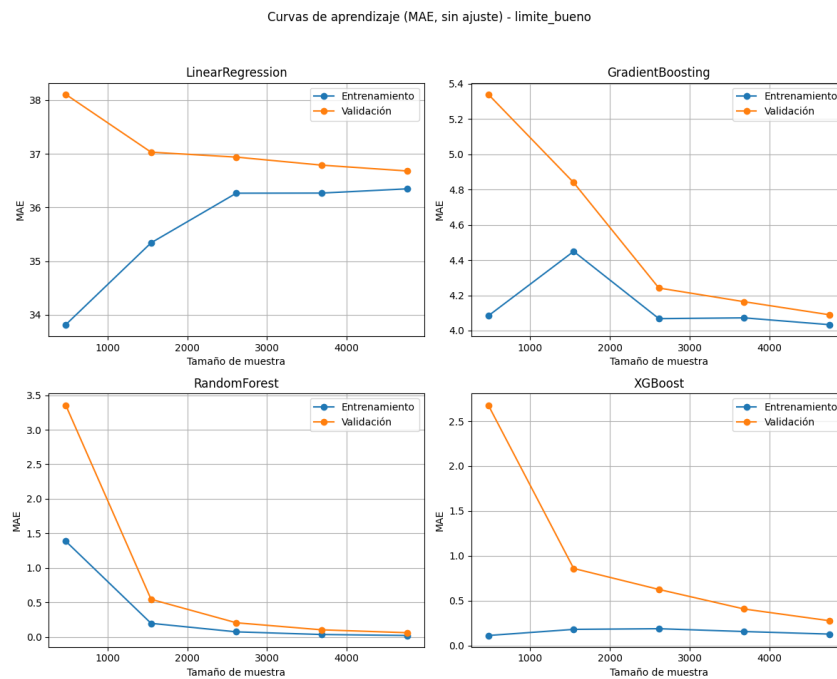 Curvas de aprendizaje (MAE, sin ajuste) - limite_bueno
LinearRegression
Entrenamiento
Validación
38
37
36
35
34
MAE
1000
2000
3000
4000
Tamaño de muestra
GradientBoosting
Entrenamiento
Validación
5.4
5.2
5.0
4.8
4.6
4.4
4.2
4.0
MAE
1000
2000
3000
4000
Tamaño de muestra
RandomForest
Entrenamiento
Validación
3.5
3.0
2.5
2.0
1.5
1.0
0.5
0.0
MAE
1000
2000
3000
4000
Tamaño de muestra
XGBoost
Entrenamiento
Validación
2.5
2.0
1.5
1.0
0.5
0.0
MAE
1000
2000
3000
4000
Tamaño de muestra